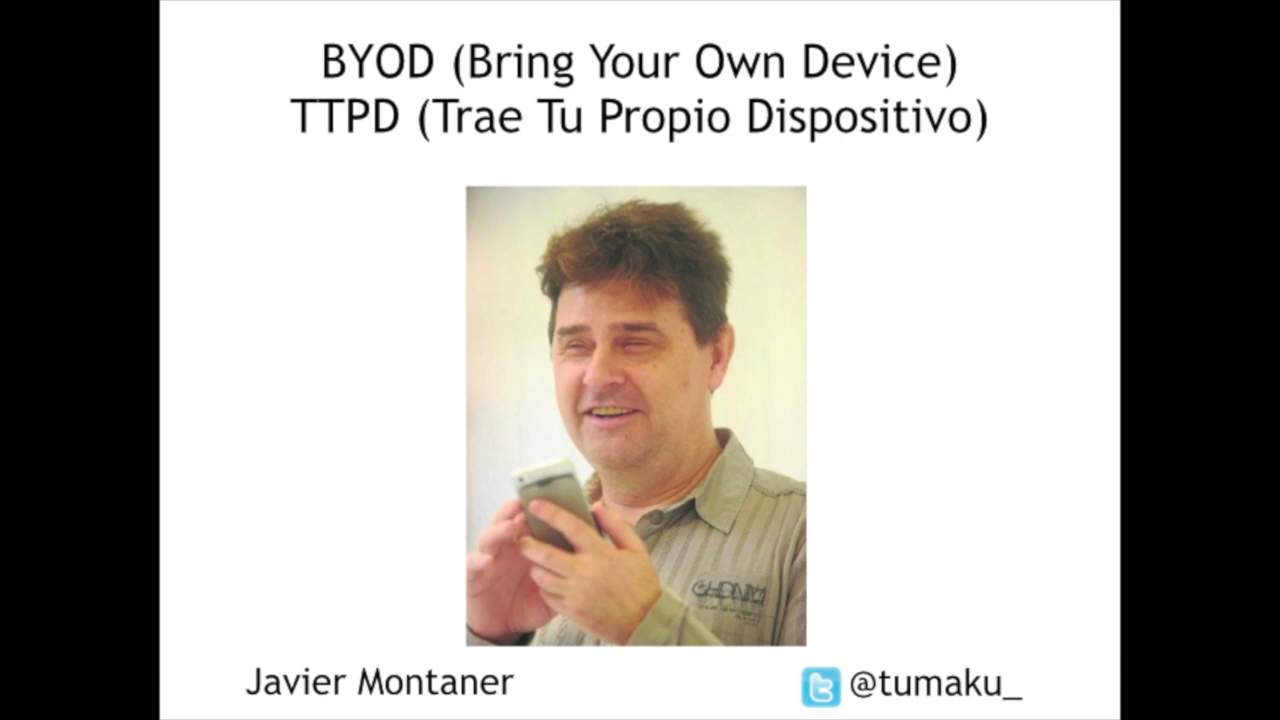 BYOD (Bring Your Own Device)
TTPD (Trae Tu Propio Dispositivo)
Javier Montaner
@tumaku_